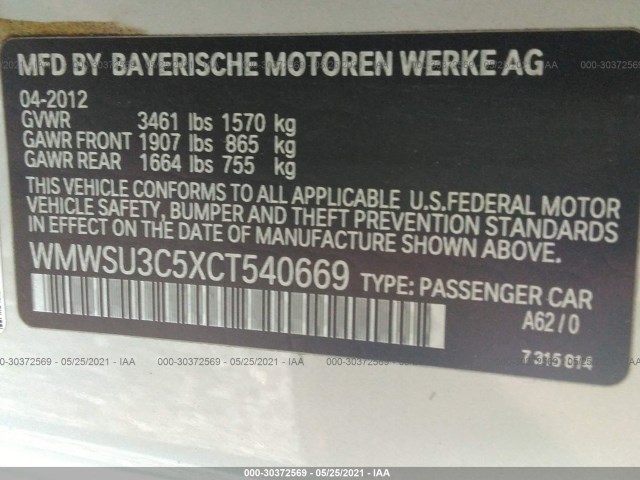 MFD BY BAYERISCHE MOTOREN WERKE AG
04-2012
GVWR 3461 lbs 1570 kg
GAWR FRONT 1907 lbs 865 kg
GAWR REAR 1664 lbs 755 kg
THIS VEHICLE CONFORMS TO ALL APPLICABLE U.S.FEDERAL MOTOR
VEHICLE SAFETY, BUMPER AND THEFT PREVENTION STANDARDS
IN EFFECT ON THE DATE OF MANUFACTURE SHOWN ABOVE.
WMWSU3C5XCT540669 TYPE: PASSENGER CAR
A62/0
7315014
000-30372569 - 05/25/2021 - IAA